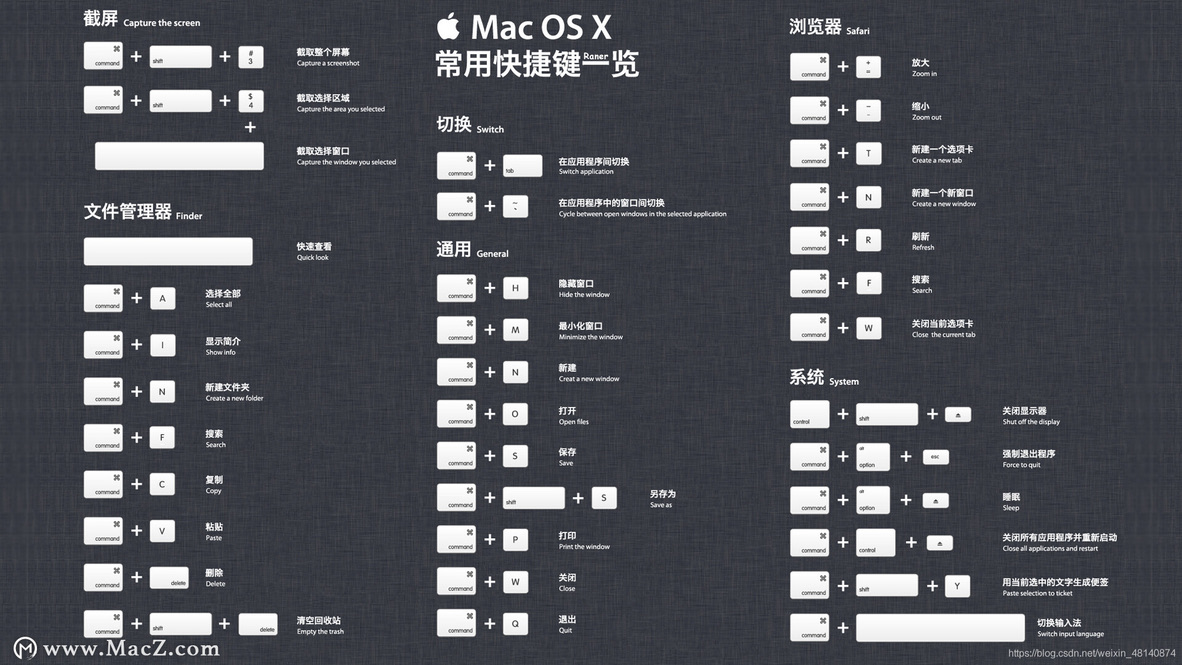 截屏 Capture the screen
⌘ command + shift + # 3 截取整个屏幕
Capture a screenshot
⌘ command + shift + $ 4 截取选择区域
Capture the area you selected
+
截取选择窗口
Capture the window you selected
文件管理器 Finder
快速查看
Quick look
⌘ command + A 选择全部
Select all
⌘ command + I 显示简介
Show info
⌘ command + N 新建文件夹
Create a new folder
⌘ command + F 搜索
Search
⌘ command + C 复制
Copy
⌘ command + V 粘贴
Paste
⌘ command + delete 删除
Delete
⌘ command + shift + delete 清空回收站
Empty the trash
Mac OS X
常用快捷键一览
Raner
切换 Switch
⌘ command + tab 在应用程序间切换
Switch application
⌘ command + ~ ` 在应用程序中的窗口间切换
Cycle between open windows in the selected application
通用 General
⌘ command + H 隐藏窗口
Hide the window
⌘ command + M 最小化窗口
Minimize the window
⌘ command + N 新建
Creat a new window
⌘ command + O 打开
Open files
⌘ command + S 保存
Save
⌘ command + shift + S 另存为
Save as
⌘ command + P 打印
Print the window
⌘ command + W 关闭
Close
⌘ command + Q 退出
Quit
浏览器 Safari
⌘ command + + = 放大
Zoom in
⌘ command + — - 缩小
Zoom out
⌘ command + T 新建一个选项卡
Create a new tab
⌘ command + N 新建一个新窗口
Create a new window
⌘ command + R 刷新
Refresh
⌘ command + F 搜索
Search
⌘ command + W 关闭当前选项卡
Close the current tab
系统 System
control + shift + ⏏ 关闭显示器
Shut off the display
⌘ command + alt option + esc 强制退出程序
Force to quit
⌘ command + alt option + ⏏ 睡眠
Sleep
⌘ command + control + ⏏ 关闭所有应用程序并重新启动
Close all applications and restart
⌘ command + shift + Y 用当前选中的文字生成便签
Paste selection to ticket
⌘ command + 切换输入法
Switch input language
www.MacZ.com
https://blog.csdn.net/weixin_48140874